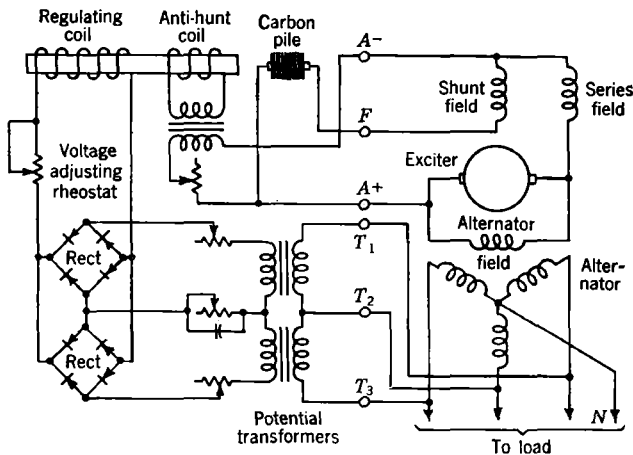 Regulating
coil
Anti-hunt
coil
Carbon
pile
A−
Shunt
field
Series
field
F
Voltage
adjusting
rheostat
Exciter
A+
Alternator
field
T1
Rect
Alter-
nator
T2
Rect
T3
N
Potential
transformers
To load